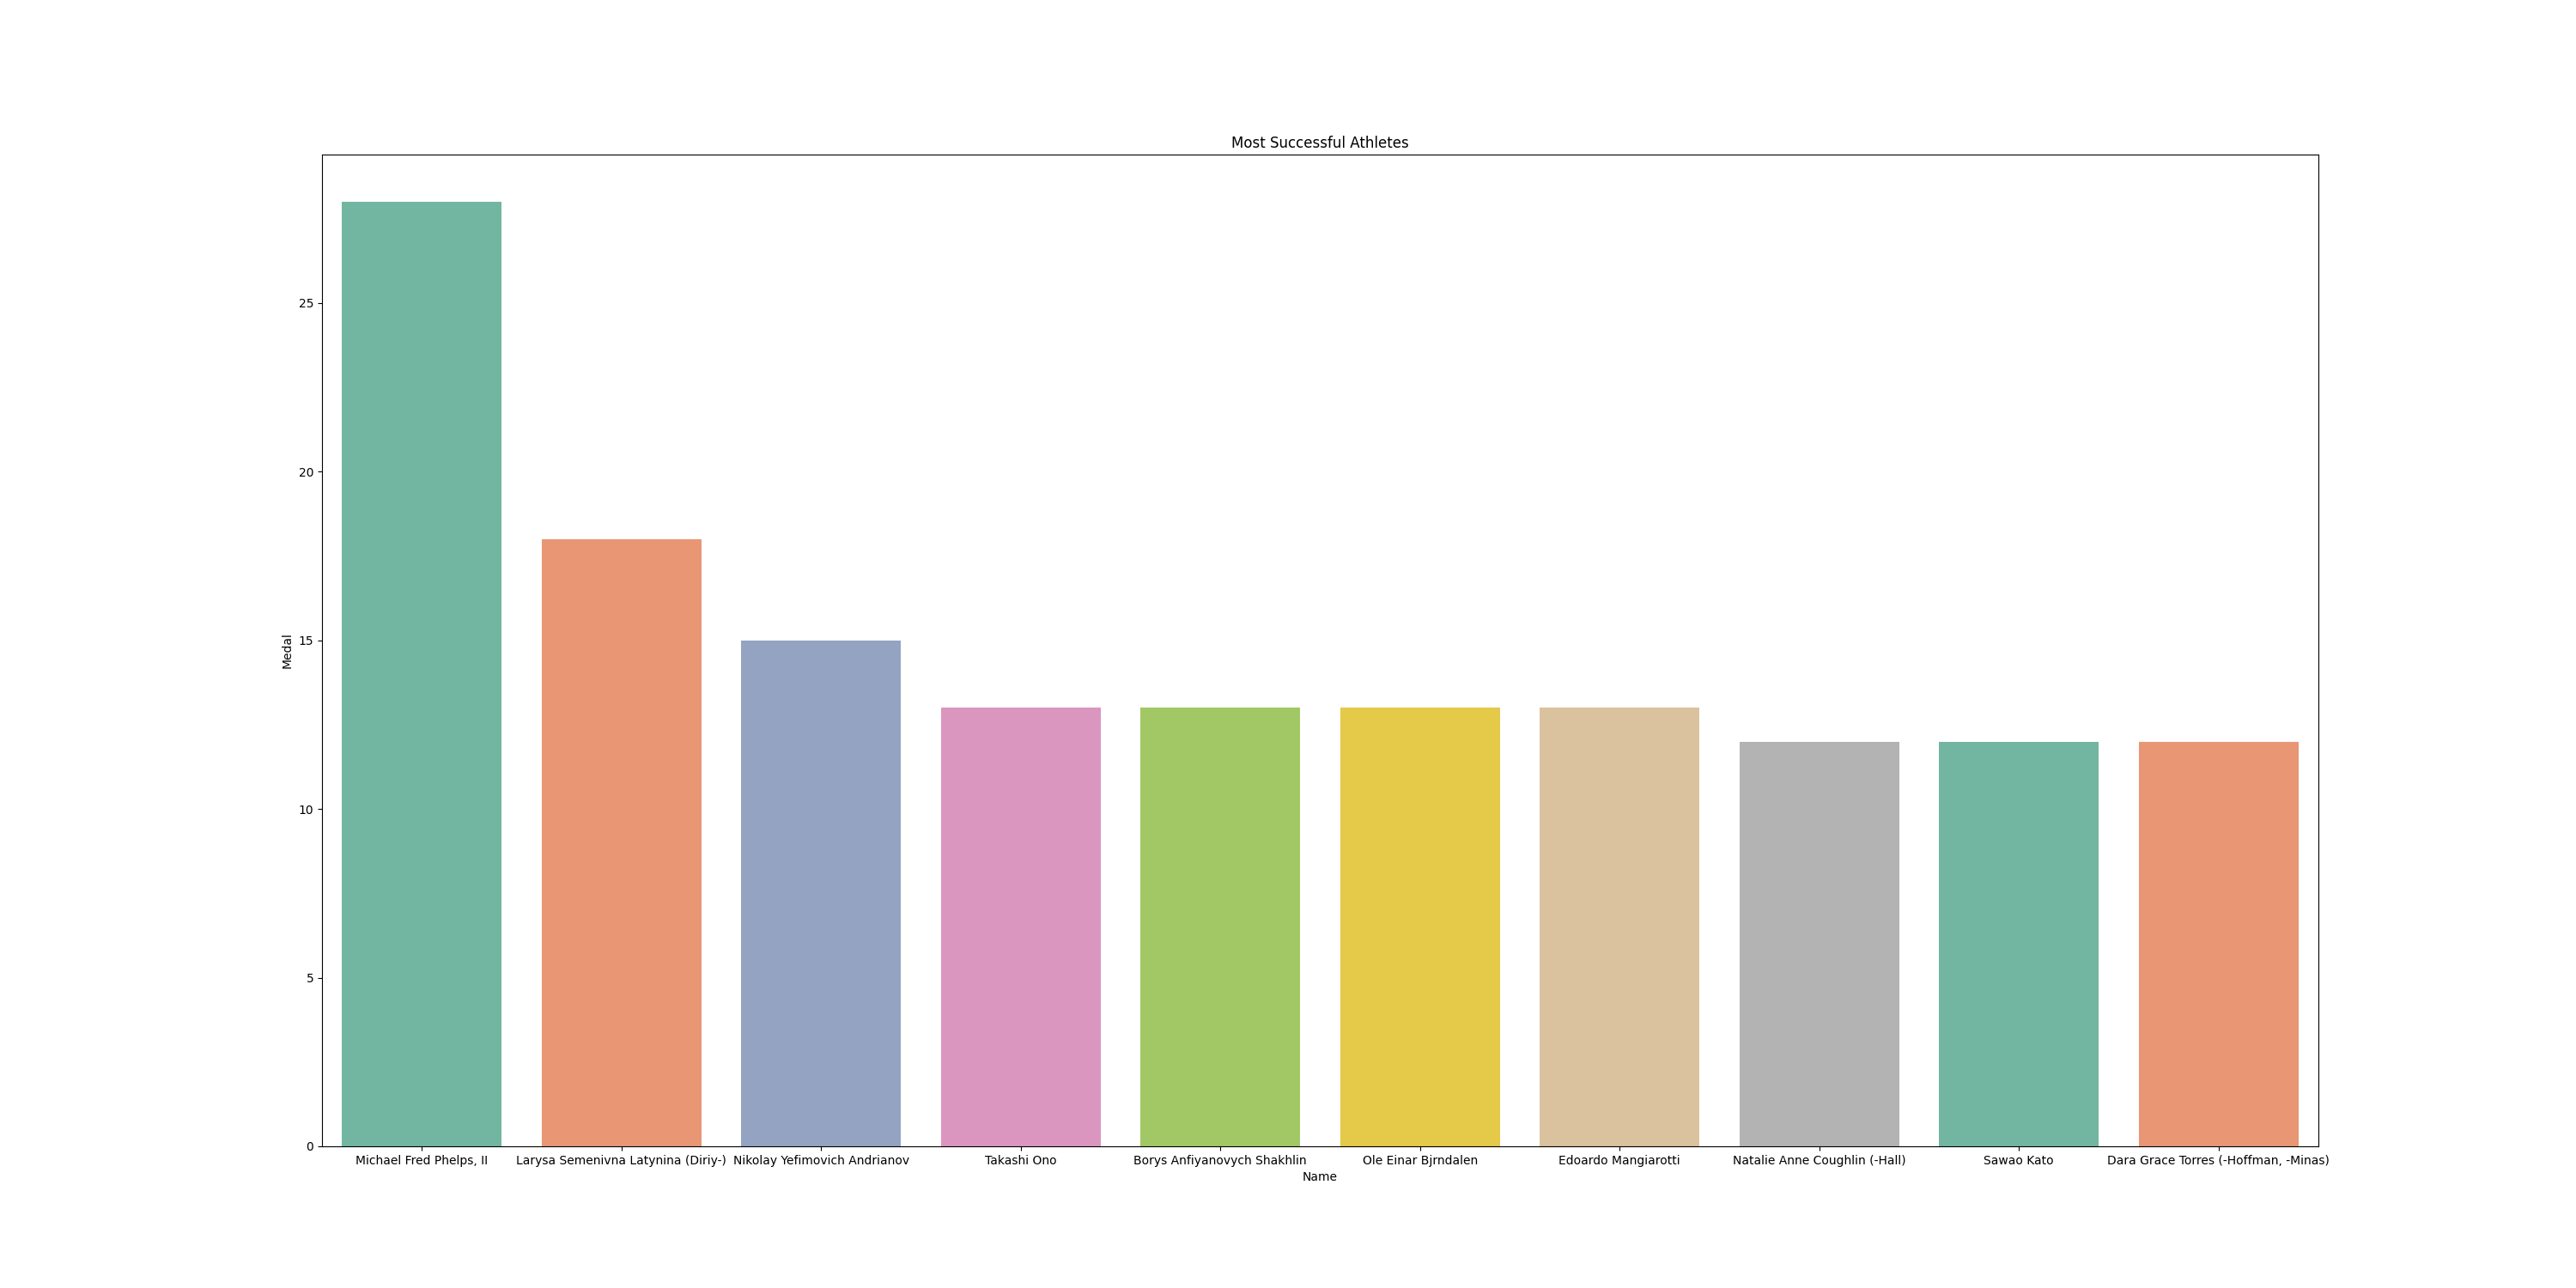 Most Successful Athletes
Medal
25
20
15
10
5
0
Michael Fred Phelps, II
Larysa Semenivna Latynina (Diriy-)
Nikolay Yefimovich Andrianov
Takashi Ono
Borys Anfiyanovych Shakhlin
Ole Einar Bjrndalen
Edoardo Mangiarotti
Natalie Anne Coughlin (-Hall)
Sawao Kato
Dara Grace Torres (-Hoffman, -Minas)
Name